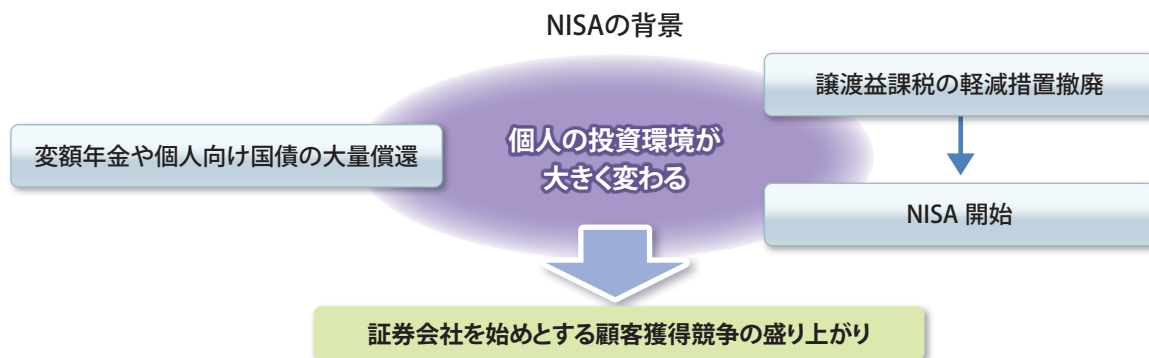 NISAの背景
譲渡益課税の軽減措置撤廃
変額年金や個人向け国債の大量償還
個人の投資環境が
大きく変わる
NISA 開始
証券会社を始めとする顧客獲得競争の盛り上がり